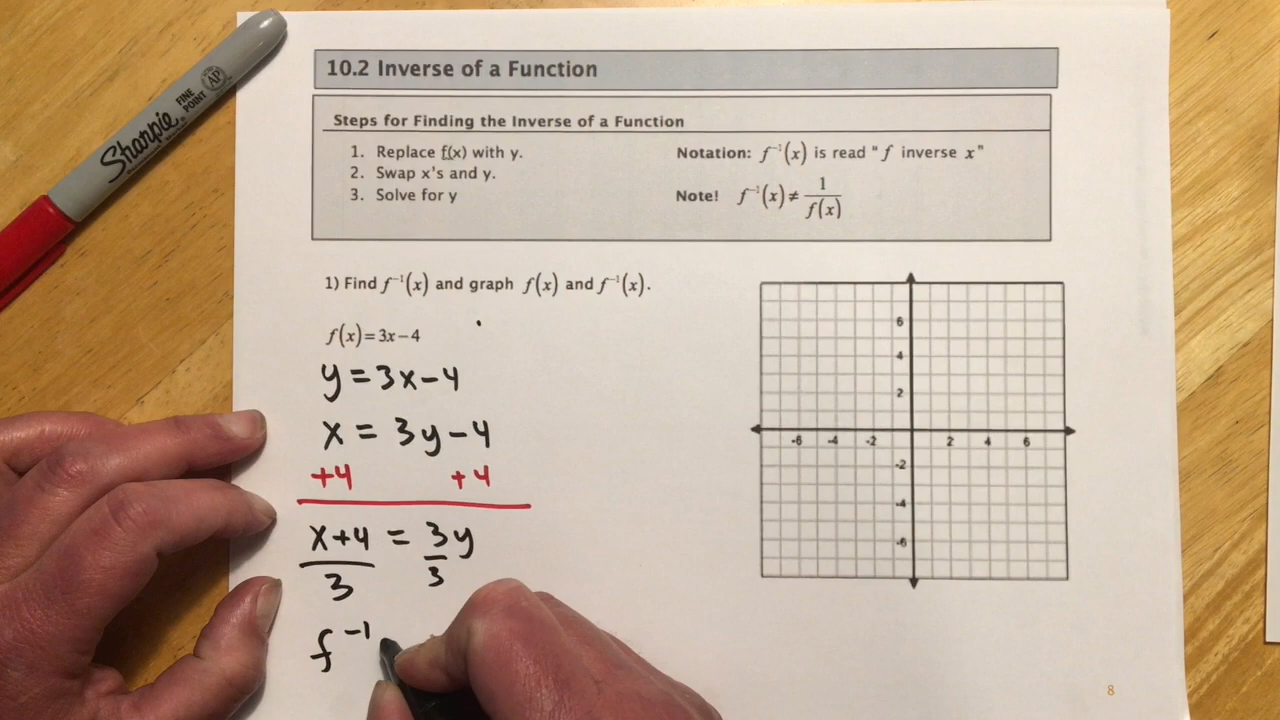 Sharpie FINE POINT AP
10.2 Inverse of a Function
Steps for Finding the Inverse of a Function
1. Replace f(x) with y.
2. Swap x's and y.
3. Solve for y
Notation: f⁻¹(x) is read "f inverse x"
Note! f⁻¹(x) ≠ 1/f(x)
1) Find f⁻¹(x) and graph f(x) and f⁻¹(x).
f(x)=3x−4
y = 3x−4
x = 3y−4
+4 +4
x+4 = 3y
3 3
f⁻¹
6
4
2
-6 -4 -2 2 4 6
-2
-4
-6
8